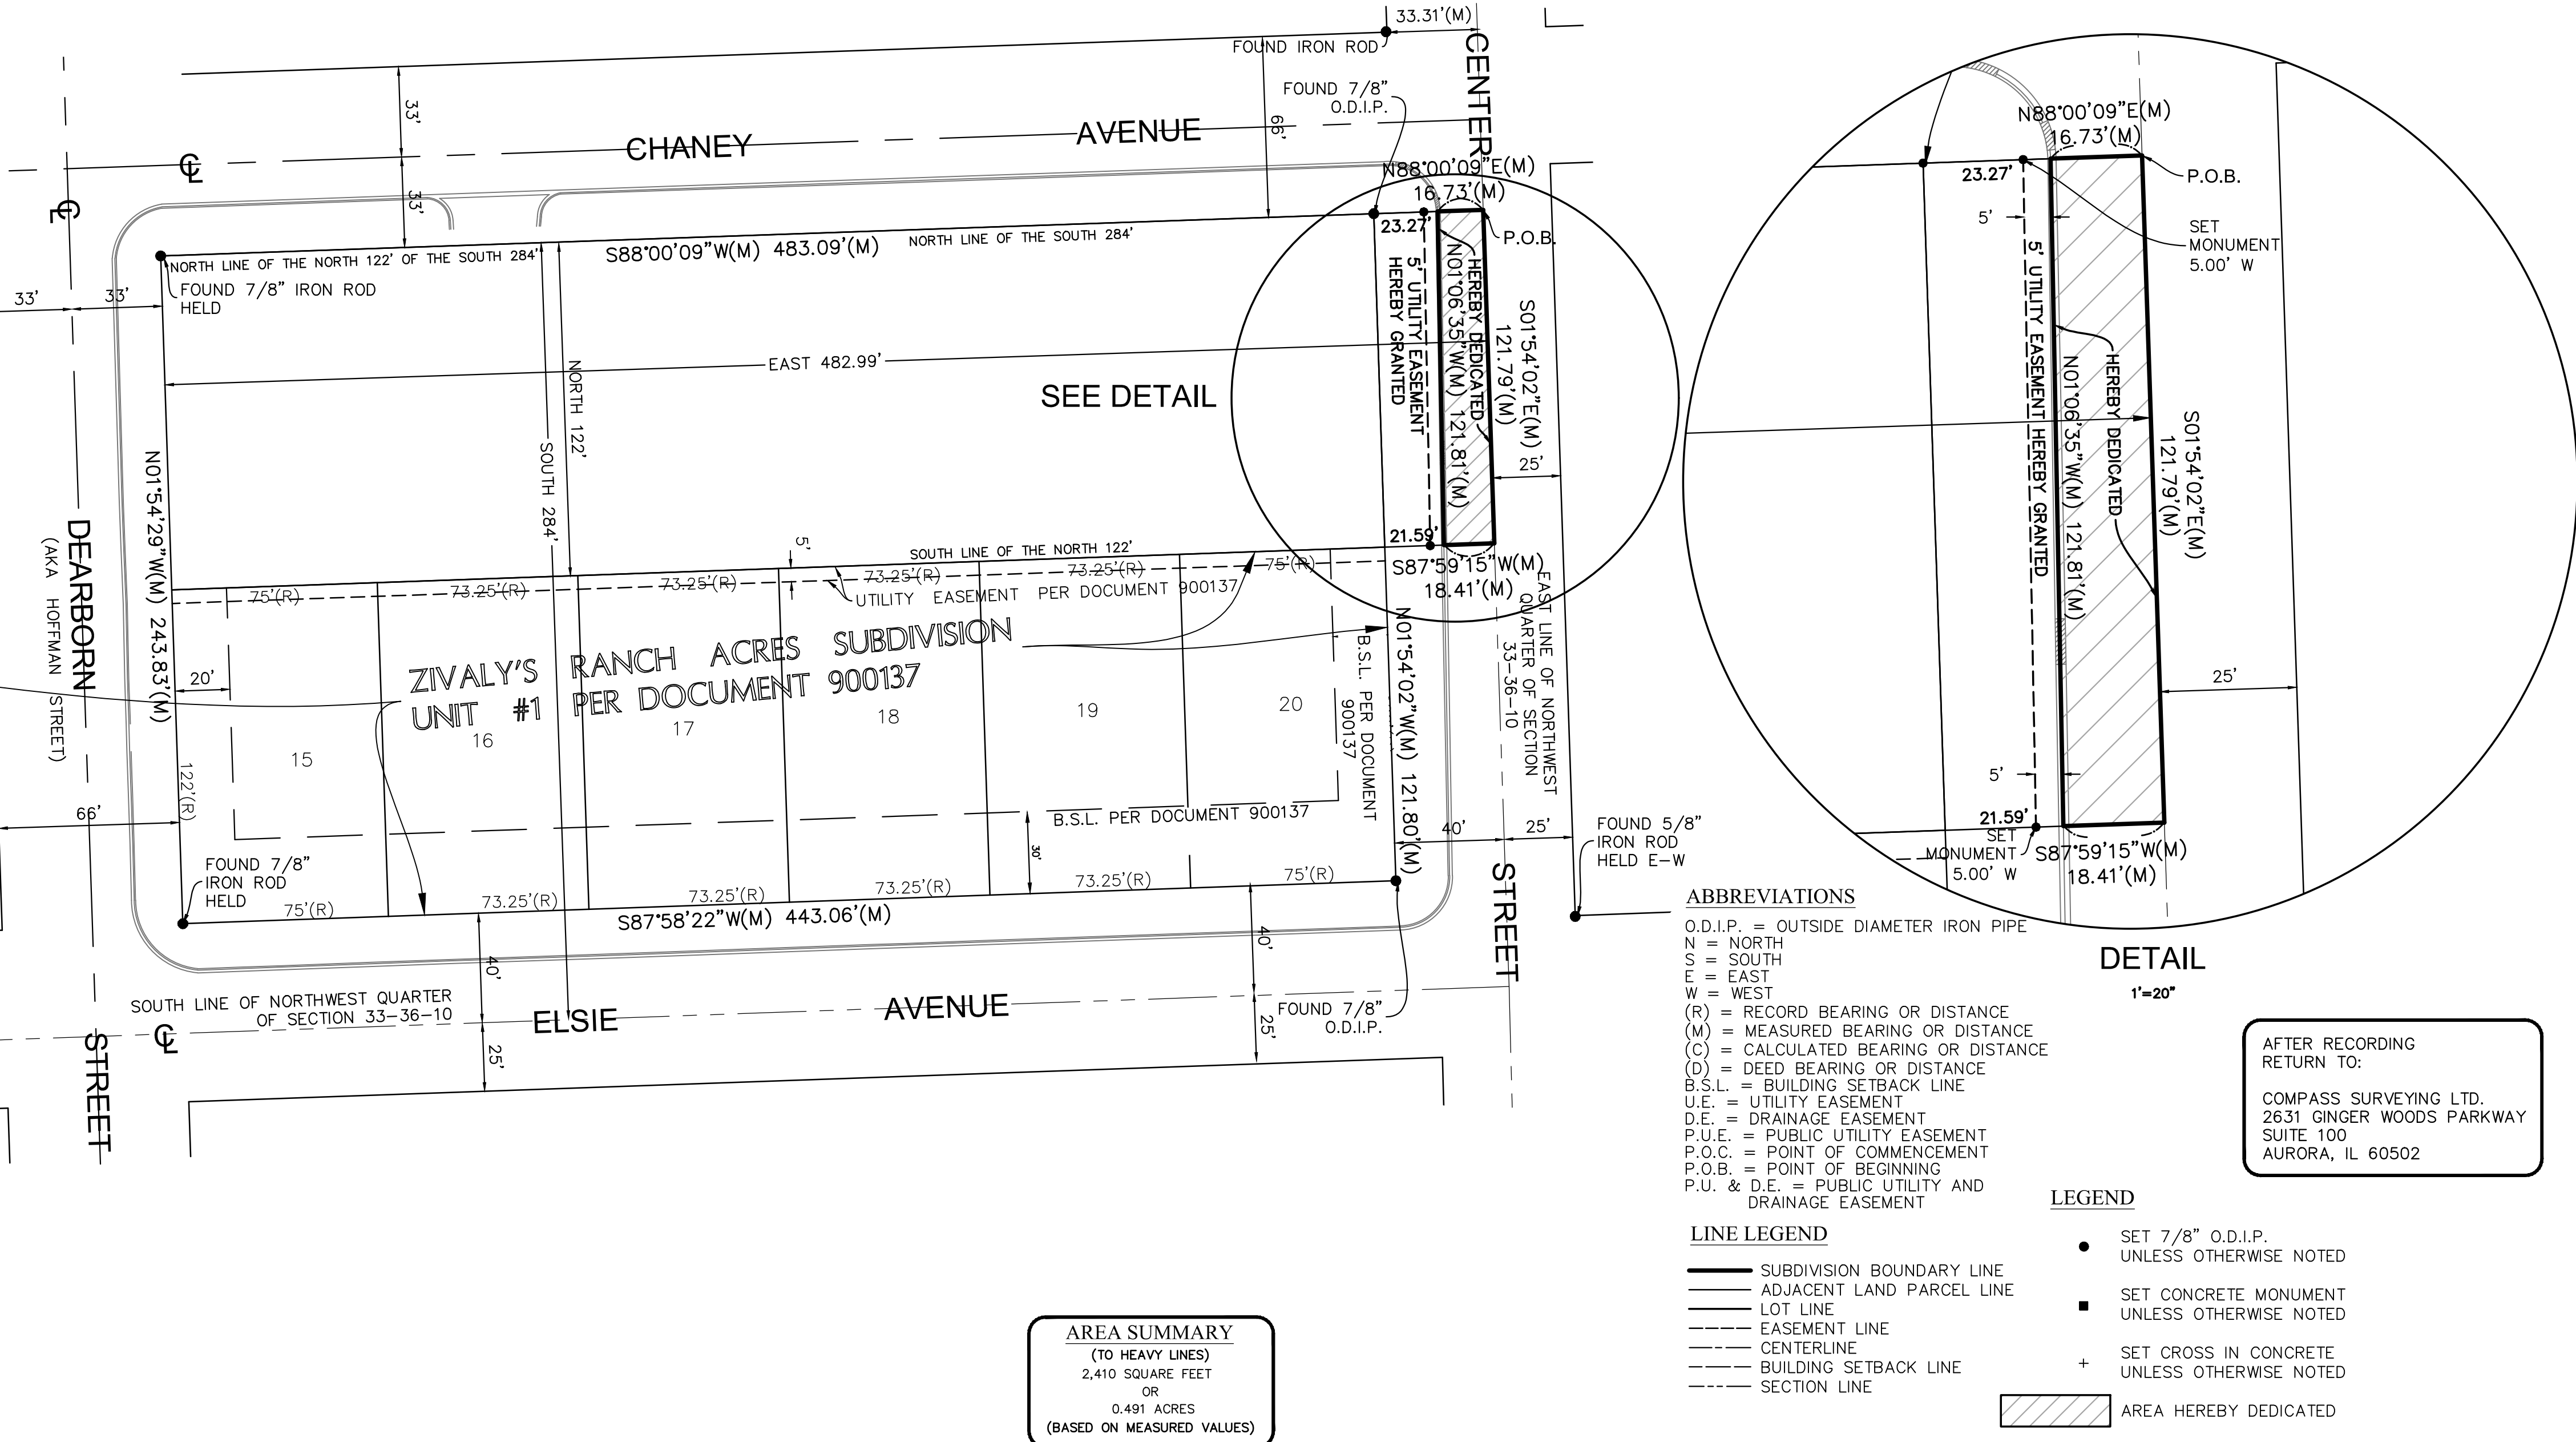 33.31'(M)
FOUND IRON ROD
CENTER
FOUND 7/8"
O.D.I.P.
33'
66'
CHANEY AVENUE
℄
33'
℄
N88°00'09"E(M)
16.73'(M)
23.27'
P.O.B.
S88°00'09"W(M) 483.09'(M)
NORTH LINE OF THE SOUTH 284'
NORTH LINE OF THE NORTH 122' OF THE SOUTH 284'
FOUND 7/8" IRON ROD
HELD
33'
33'
EAST 482.99'
NORTH 122'
SOUTH 284'
SEE DETAIL
5' UTILITY EASEMENT
HEREBY GRANTED
HEREBY DEDICATED
N01°06'35"W(M) 121.81'(M)
S01°54'02"E(M)
121.79'(M)
25'
21.59'
S87°59'15"W(M)
18.41'(M)
N01°54'29"W(M) 243.83'(M)
DEARBORN
(AKA HOFFMAN STREET)
5'
SOUTH LINE OF THE NORTH 122'
75'(R)
73.25'(R)
73.25'(R)
73.25'(R)
73.25'(R)
75'(R)
UTILITY EASEMENT PER DOCUMENT 900137
ZIVALY'S RANCH ACRES SUBDIVISION
UNIT #1 PER DOCUMENT 900137
20'
15
16
17
18
19
20
B.S.L. PER DOCUMENT
900137
N01°54'02"W(M) 121.80'(M)
EAST LINE OF NORTHWEST
QUARTER OF SECTION
33-36-10
122'(R)
66'
B.S.L. PER DOCUMENT 900137
30'
40'
25'
FOUND 5/8"
IRON ROD
HELD E-W
FOUND 7/8"
IRON ROD
HELD
75'(R)
73.25'(R)
73.25'(R)
73.25'(R)
73.25'(R)
75'(R)
S87°58'22"W(M) 443.06'(M)
40'
40'
STREET
SOUTH LINE OF NORTHWEST QUARTER
OF SECTION 33-36-10
℄
ELSIE AVENUE
FOUND 7/8"
O.D.I.P.
25'
25'
STREET
N88°00'09"E(M)
16.73'(M)
23.27'
P.O.B.
5'
SET
MONUMENT
5.00' W
5' UTILITY EASEMENT HEREBY GRANTED
N01°06'35"W(M) 121.81'(M)
HEREBY DEDICATED
S01°54'02"E(M)
121.79'(M)
25'
5'
21.59'
SET
MONUMENT
5.00' W
S87°59'15"W(M)
18.41'(M)
DETAIL
1'=20"
ABBREVIATIONS
O.D.I.P. = OUTSIDE DIAMETER IRON PIPE
N = NORTH
S = SOUTH
E = EAST
W = WEST
(R) = RECORD BEARING OR DISTANCE
(M) = MEASURED BEARING OR DISTANCE
(C) = CALCULATED BEARING OR DISTANCE
(D) = DEED BEARING OR DISTANCE
B.S.L. = BUILDING SETBACK LINE
U.E. = UTILITY EASEMENT
D.E. = DRAINAGE EASEMENT
P.U.E. = PUBLIC UTILITY EASEMENT
P.O.C. = POINT OF COMMENCEMENT
P.O.B. = POINT OF BEGINNING
P.U. & D.E. = PUBLIC UTILITY AND
DRAINAGE EASEMENT
LINE LEGEND
SUBDIVISION BOUNDARY LINE
ADJACENT LAND PARCEL LINE
LOT LINE
EASEMENT LINE
CENTERLINE
BUILDING SETBACK LINE
SECTION LINE
AFTER RECORDING
RETURN TO:
COMPASS SURVEYING LTD.
2631 GINGER WOODS PARKWAY
SUITE 100
AURORA, IL 60502
LEGEND
SET 7/8" O.D.I.P.
UNLESS OTHERWISE NOTED
SET CONCRETE MONUMENT
UNLESS OTHERWISE NOTED
SET CROSS IN CONCRETE
UNLESS OTHERWISE NOTED
AREA HEREBY DEDICATED
AREA SUMMARY
(TO HEAVY LINES)
2,410 SQUARE FEET
OR
0.491 ACRES
(BASED ON MEASURED VALUES)